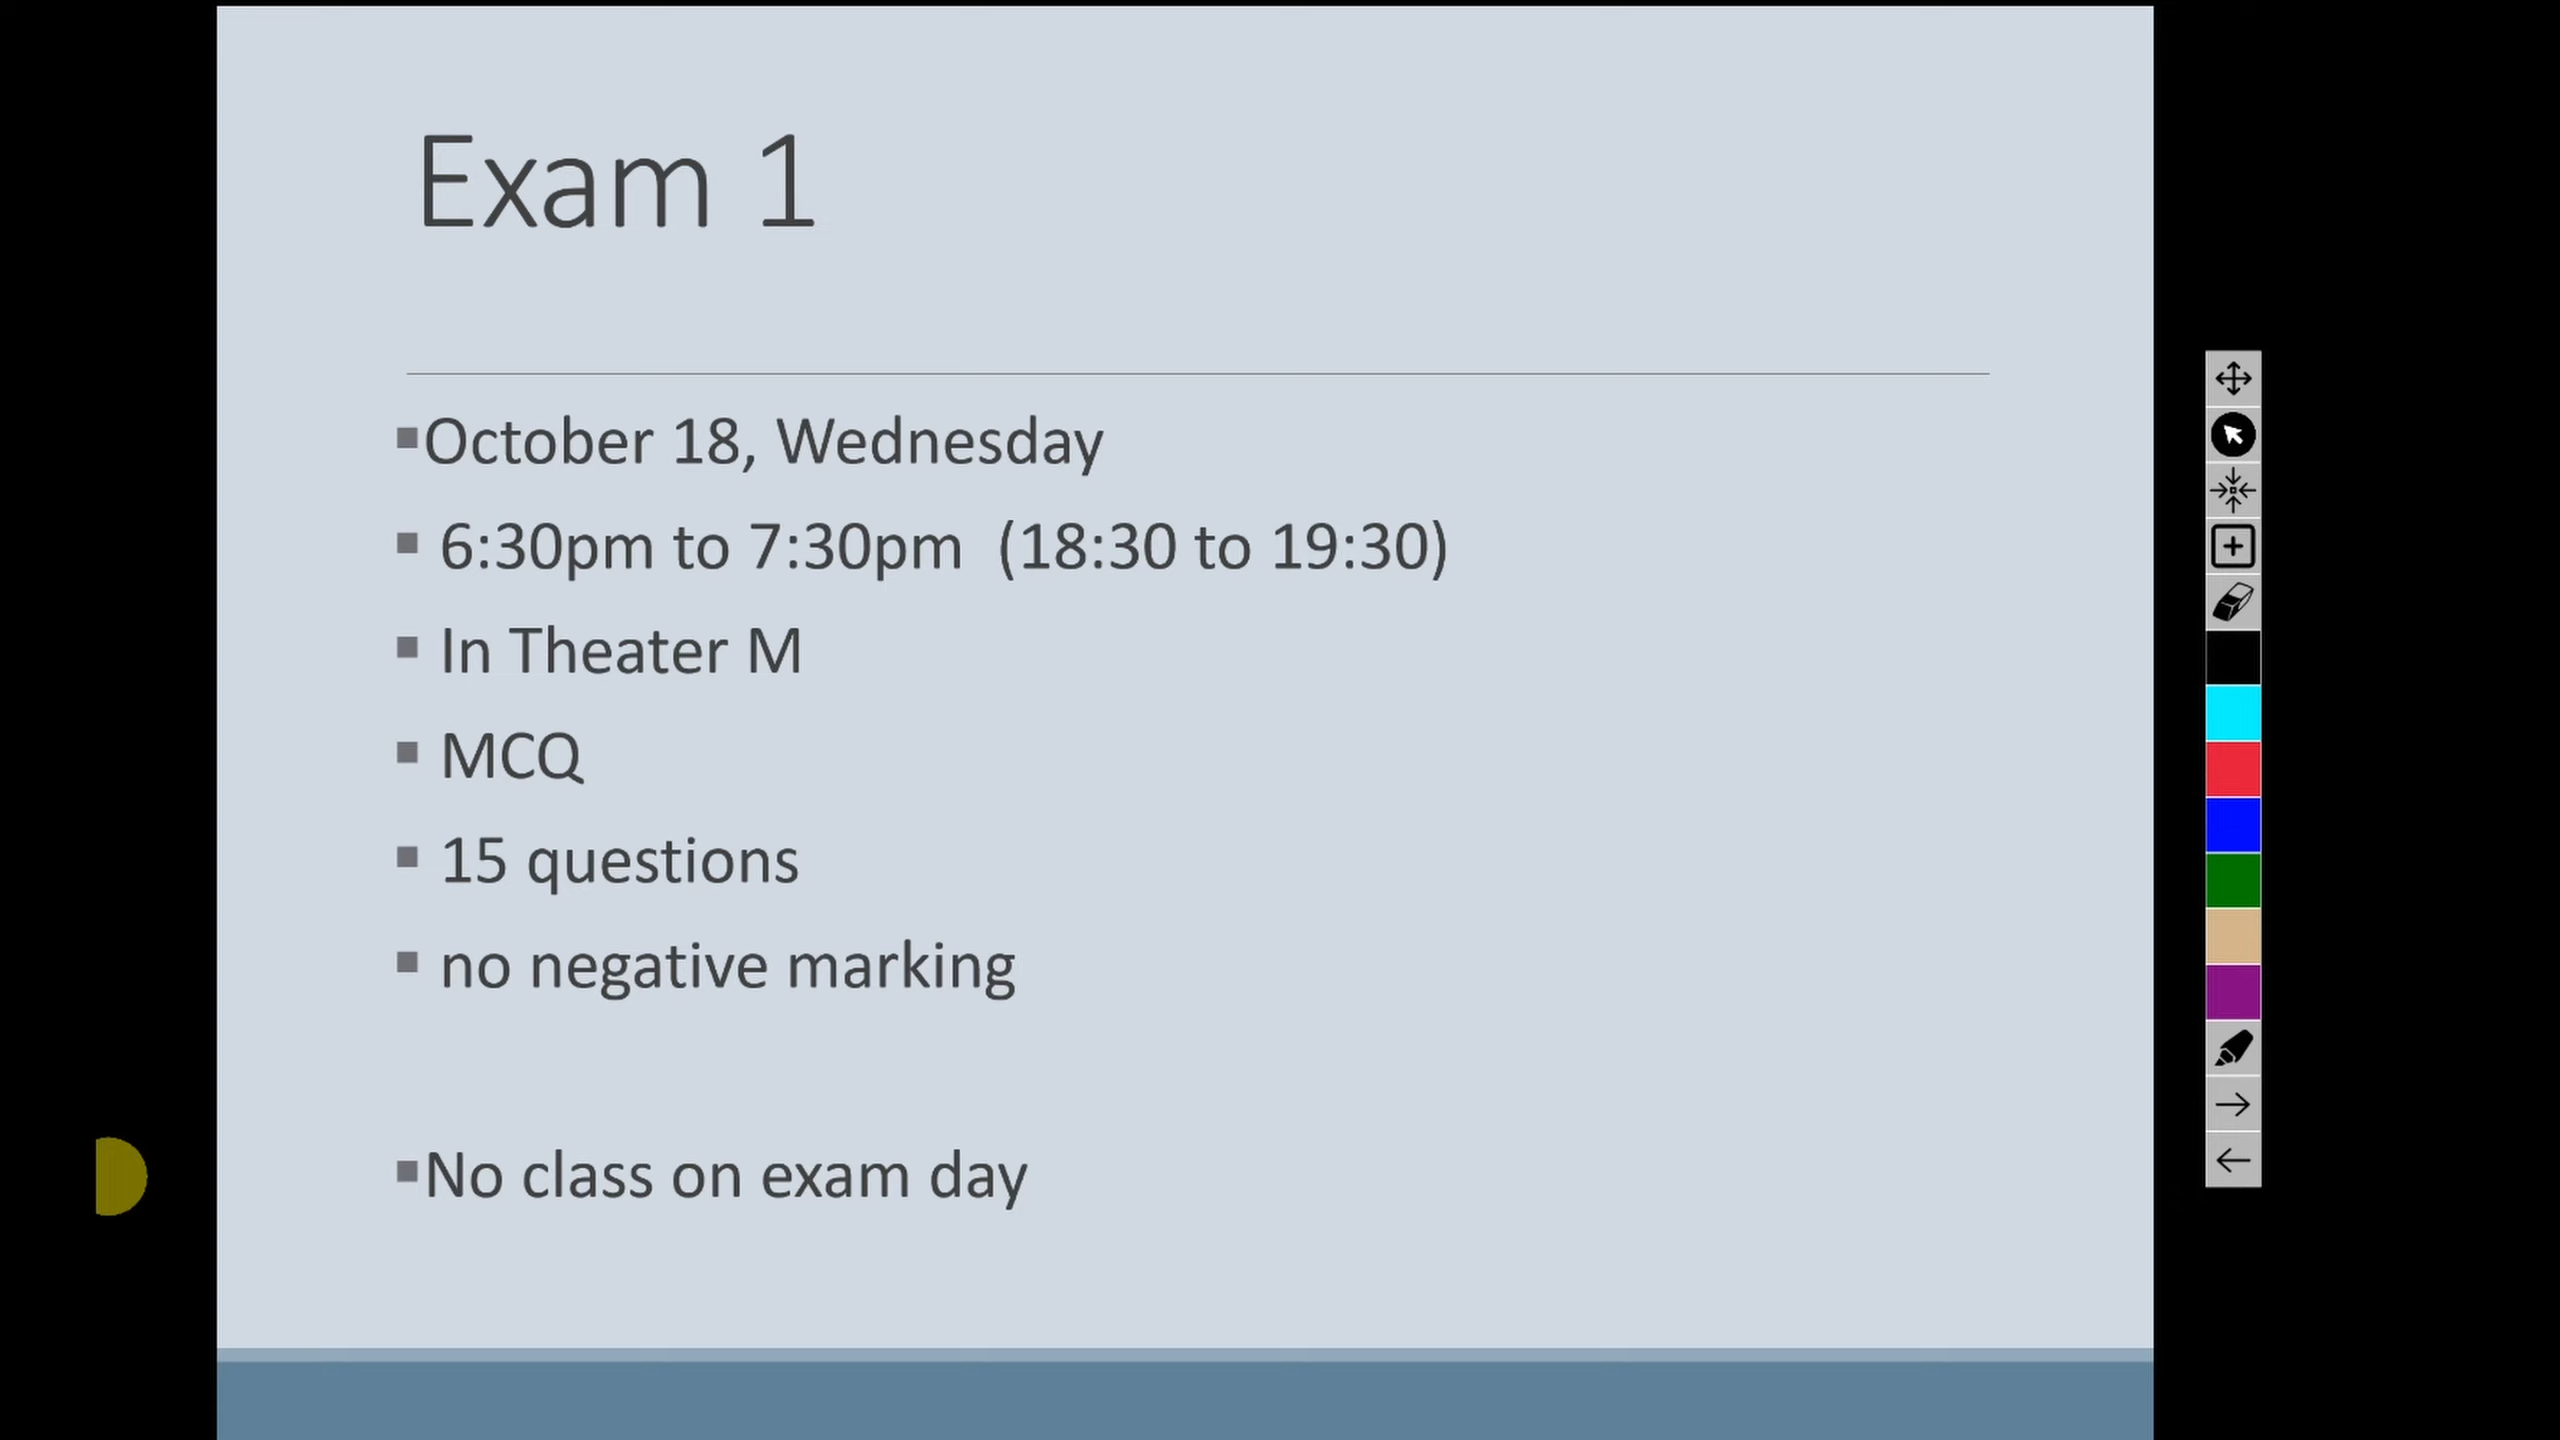 Exam 1
October 18, Wednesday
6:30pm to 7:30pm (18:30 to 19:30)
In Theater M
MCQ
15 questions
no negative marking
No class on exam day